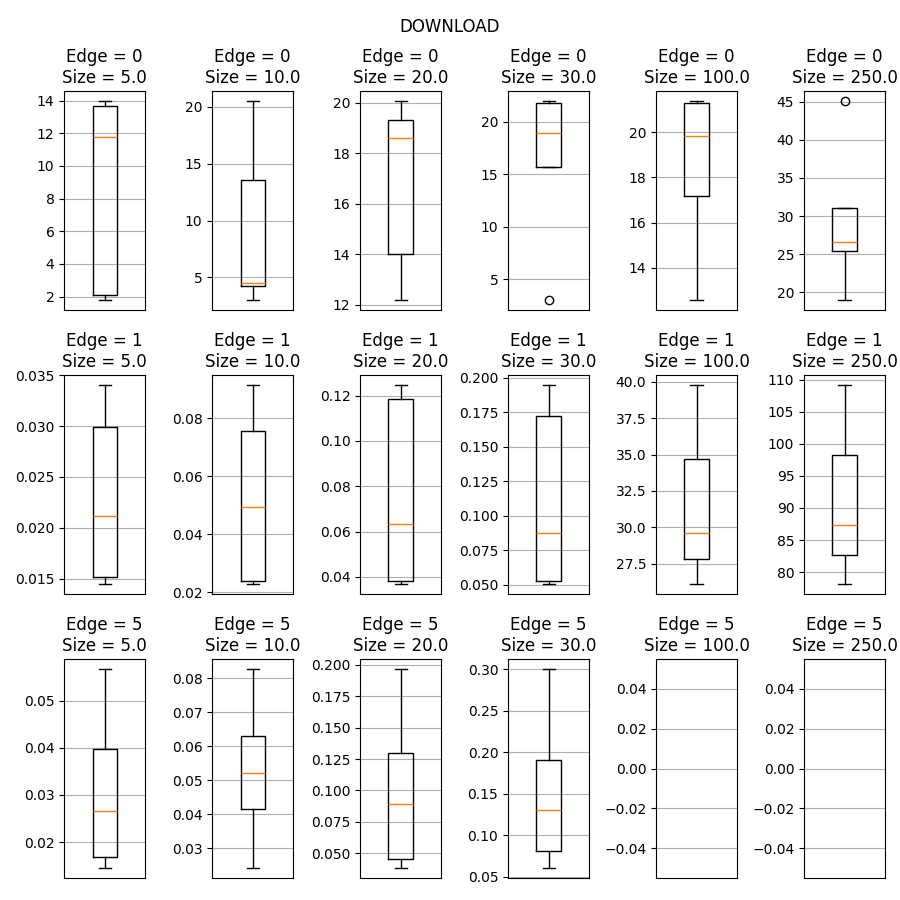 DOWNLOAD
Edge = 0
Size = 5.0
14
12
10
8
6
4
2
Edge = 0
Size = 10.0
20
15
10
5
Edge = 0
Size = 20.0
20
18
16
14
12
Edge = 0
Size = 30.0
20
15
10
5
Edge = 0
Size = 100.0
20
18
16
14
Edge = 0
Size = 250.0
45
40
35
30
25
20
Edge = 1
Size = 5.0
0.035
0.030
0.025
0.020
0.015
Edge = 1
Size = 10.0
0.08
0.06
0.04
0.02
Edge = 1
Size = 20.0
0.12
0.10
0.08
0.06
0.04
Edge = 1
Size = 30.0
0.200
0.175
0.150
0.125
0.100
0.075
0.050
Edge = 1
Size = 100.0
40.0
37.5
35.0
32.5
30.0
27.5
Edge = 1
Size = 250.0
110
105
100
95
90
85
80
Edge = 5
Size = 5.0
0.05
0.04
0.03
0.02
Edge = 5
Size = 10.0
0.08
0.07
0.06
0.05
0.04
0.03
Edge = 5
Size = 20.0
0.200
0.175
0.150
0.125
0.100
0.075
0.050
Edge = 5
Size = 30.0
0.30
0.25
0.20
0.15
0.10
0.05
Edge = 5
Size = 100.0
0.04
0.02
0.00
−0.02
−0.04
Edge = 5
Size = 250.0
0.04
0.02
0.00
−0.02
−0.04